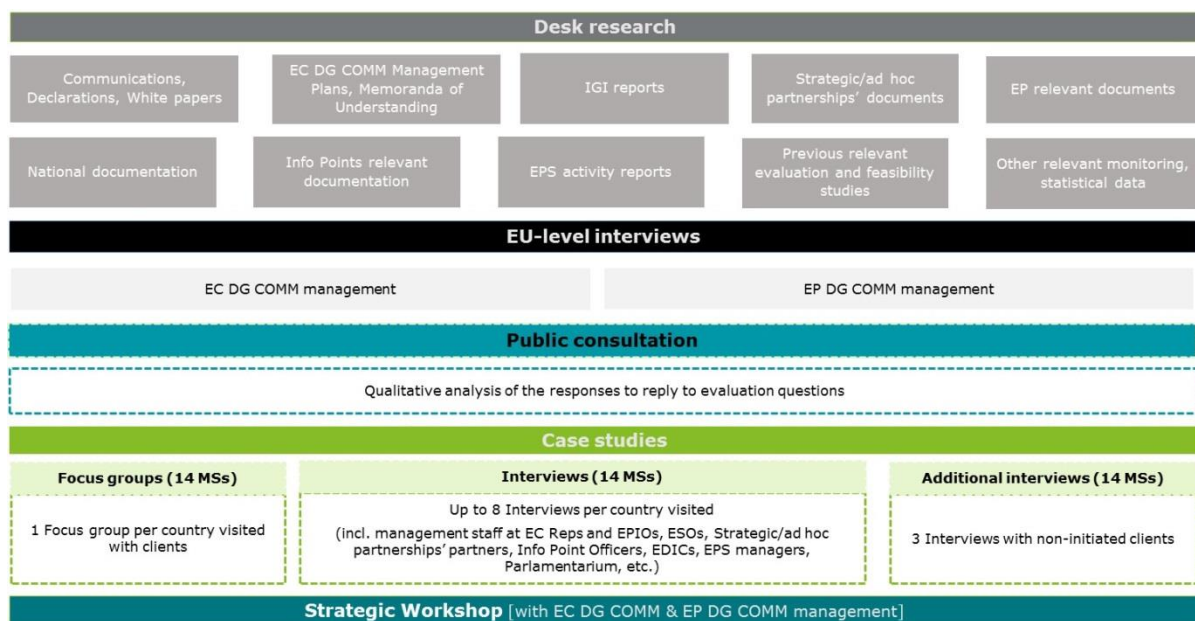 Desk research
Communications,
Declarations, White papers
EC DG COMM Management
Plans, Memoranda of
Understanding
IGI reports
Strategic/ad hoc
partnerships’ documents
EP relevant documents
National documentation
Info Points relevant
documentation
EPS activity reports
Previous relevant
evaluation and feasibility
studies
Other relevant monitoring,
statistical data
EU-level interviews
EC DG COMM management
EP DG COMM management
Public consultation
Qualitative analysis of the responses to reply to evaluation questions
Case studies
Focus groups (14 MSs)
1 Focus group per country visited
with clients
Interviews (14 MSs)
Up to 8 Interviews per country visited
(incl. management staff at EC Reps and EPIOs, ESOs, Strategic/ad hoc
partnerships’ partners, Info Point Officers, EDICs, EPS managers,
Parlamentarium, etc.)
Additional interviews (14 MSs)
3 Interviews with non-initiated clients
Strategic Workshop [with EC DG COMM & EP DG COMM management]